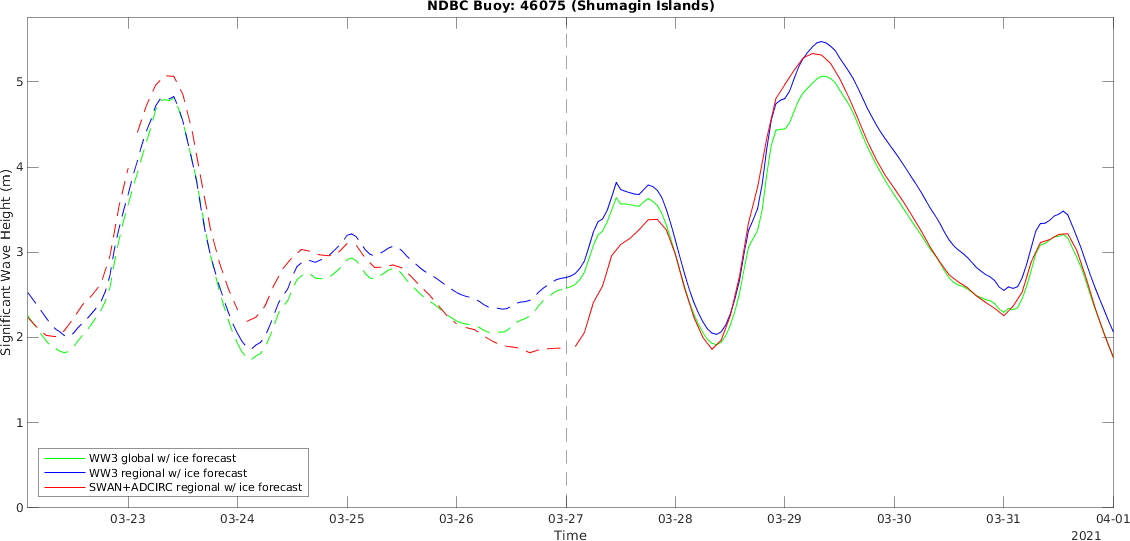 NDBC Buoy: 46075 (Shumagin Islands)
Significant Wave Height (m)
5
4
3
2
1
0
WW3 global w/ ice forecast
WW3 regional w/ ice forecast
SWAN+ADCIRC regional w/ ice forecast
03-23 03-24 03-25 03-26 03-27 03-28 03-29 03-30 03-31 04-01
Time
2021